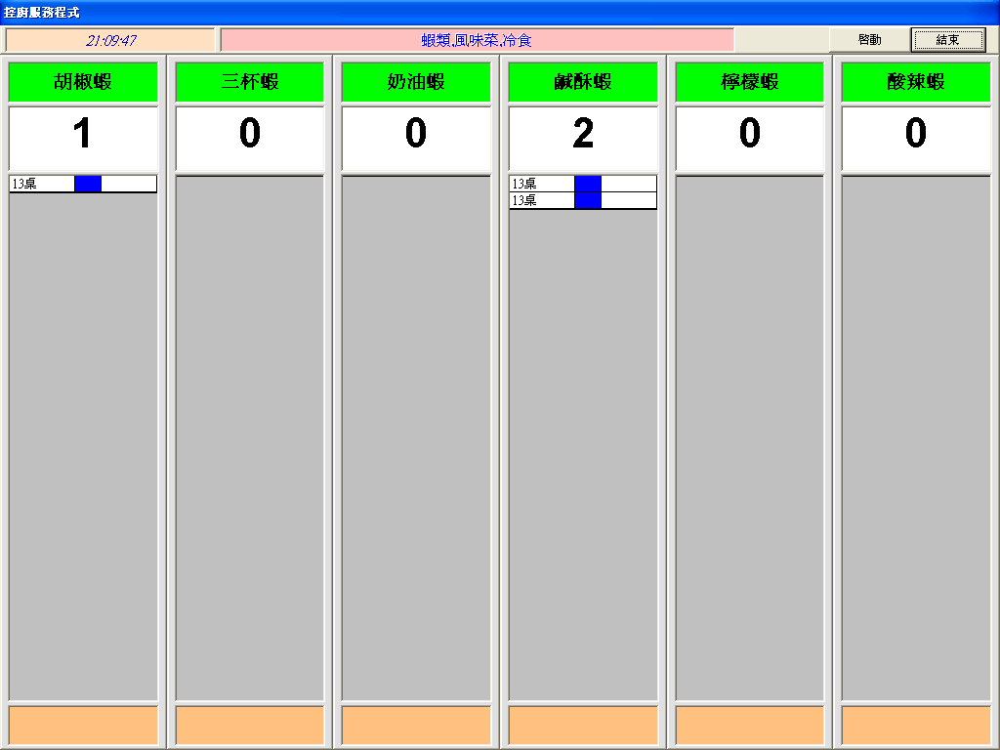 控廚服務程式
21:09:47
蝦類,風味菜,冷食
啓動
結束
胡椒蝦
三杯蝦
奶油蝦
鹹酥蝦
檸檬蝦
酸辣蝦
1
0
0
2
0
0
13桌
13桌
13桌